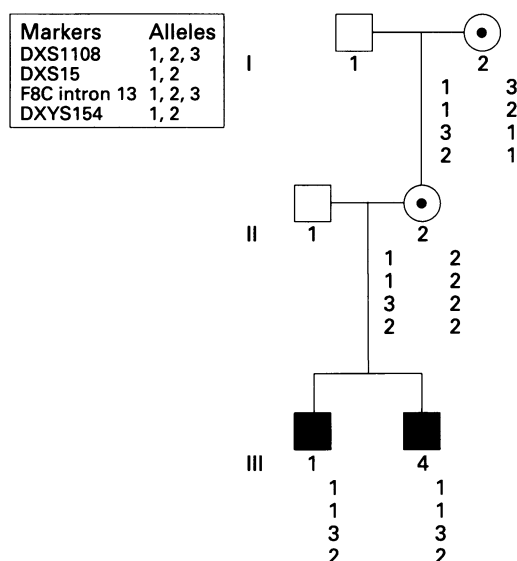 Markers Alleles
DXS1108 1, 2, 3
DXS15 1, 2
F8C intron 13 1, 2, 3
DXYS154 1, 2
I
1 2
1 3
1 2
3 1
2 1
II
1 2
1 2
1 2
3 2
2 2
III
1 4
1 1
1 1
3 3
2 2